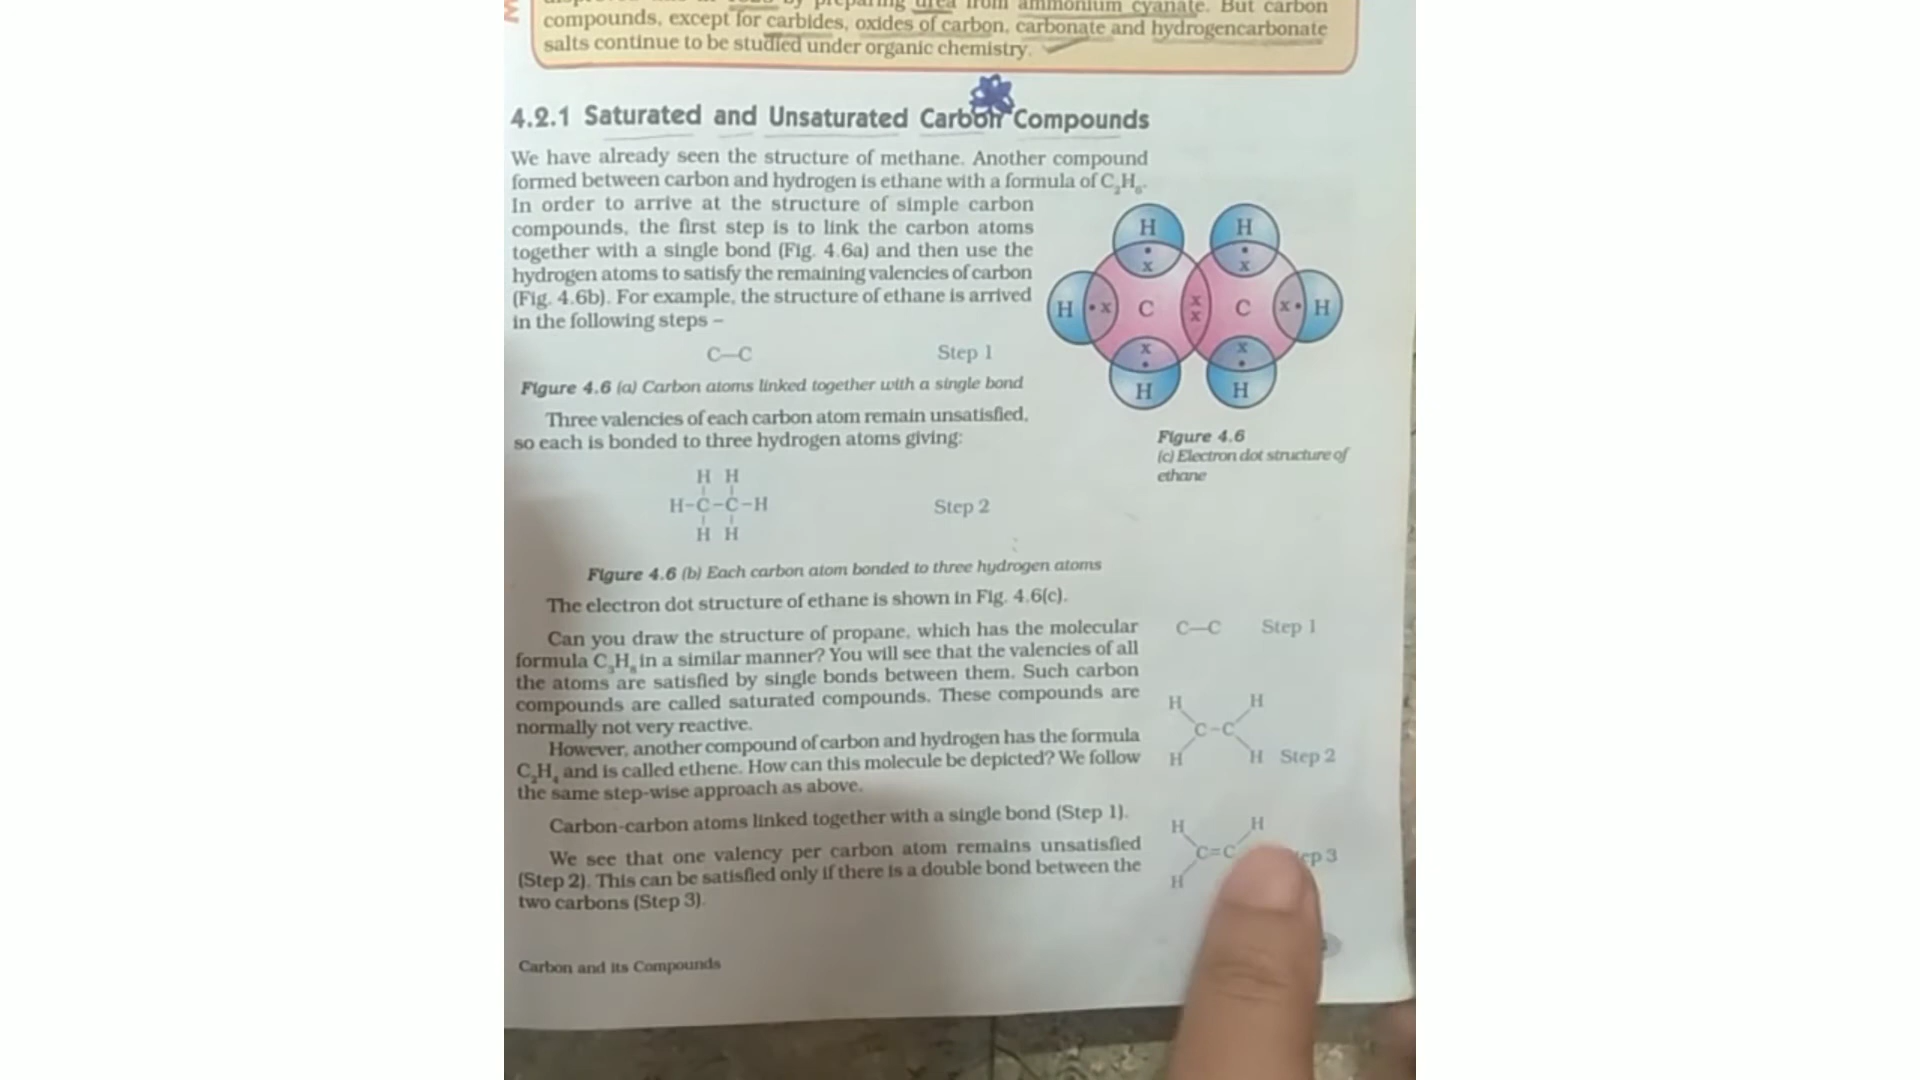 by preparing urea from ammonium cyanate. But carbon
compounds, except for carbides, oxides of carbon, carbonate and hydrogencarbonate
salts continue to be studied under organic chemistry.
4.2.1 Saturated and Unsaturated Carbon Compounds
We have already seen the structure of methane. Another compound
formed between carbon and hydrogen is ethane with a formula of C₂H₆.
In order to arrive at the structure of simple carbon
compounds, the first step is to link the carbon atoms
together with a single bond (Fig. 4.6a) and then use the
hydrogen atoms to satisfy the remaining valencies of carbon
(Fig. 4.6b). For example, the structure of ethane is arrived
in the following steps –
C—C Step 1
Figure 4.6 (a) Carbon atoms linked together with a single bond
Three valencies of each carbon atom remain unsatisfied,
so each is bonded to three hydrogen atoms giving:
H H
H-C-C-H Step 2
H H
Figure 4.6 (b) Each carbon atom bonded to three hydrogen atoms
The electron dot structure of ethane is shown in Fig. 4.6(c).
Can you draw the structure of propane, which has the molecular
formula C₃H₈ in a similar manner? You will see that the valencies of all
the atoms are satisfied by single bonds between them. Such carbon
compounds are called saturated compounds. These compounds are
normally not very reactive.
However, another compound of carbon and hydrogen has the formula
C₂H₄ and is called ethene. How can this molecule be depicted? We follow
the same step-wise approach as above.
Carbon-carbon atoms linked together with a single bond (Step 1).
We see that one valency per carbon atom remains unsatisfied
(Step 2). This can be satisfied only if there is a double bond between the
two carbons (Step 3).
H H
• •
x x
H •x C x x C x• H
x x
• •
H H
Figure 4.6
(c) Electron dot structure of
ethane
C—C Step 1
H H
C-C
H H Step 2
H H
C=C ep 3
H
Carbon and its Compounds